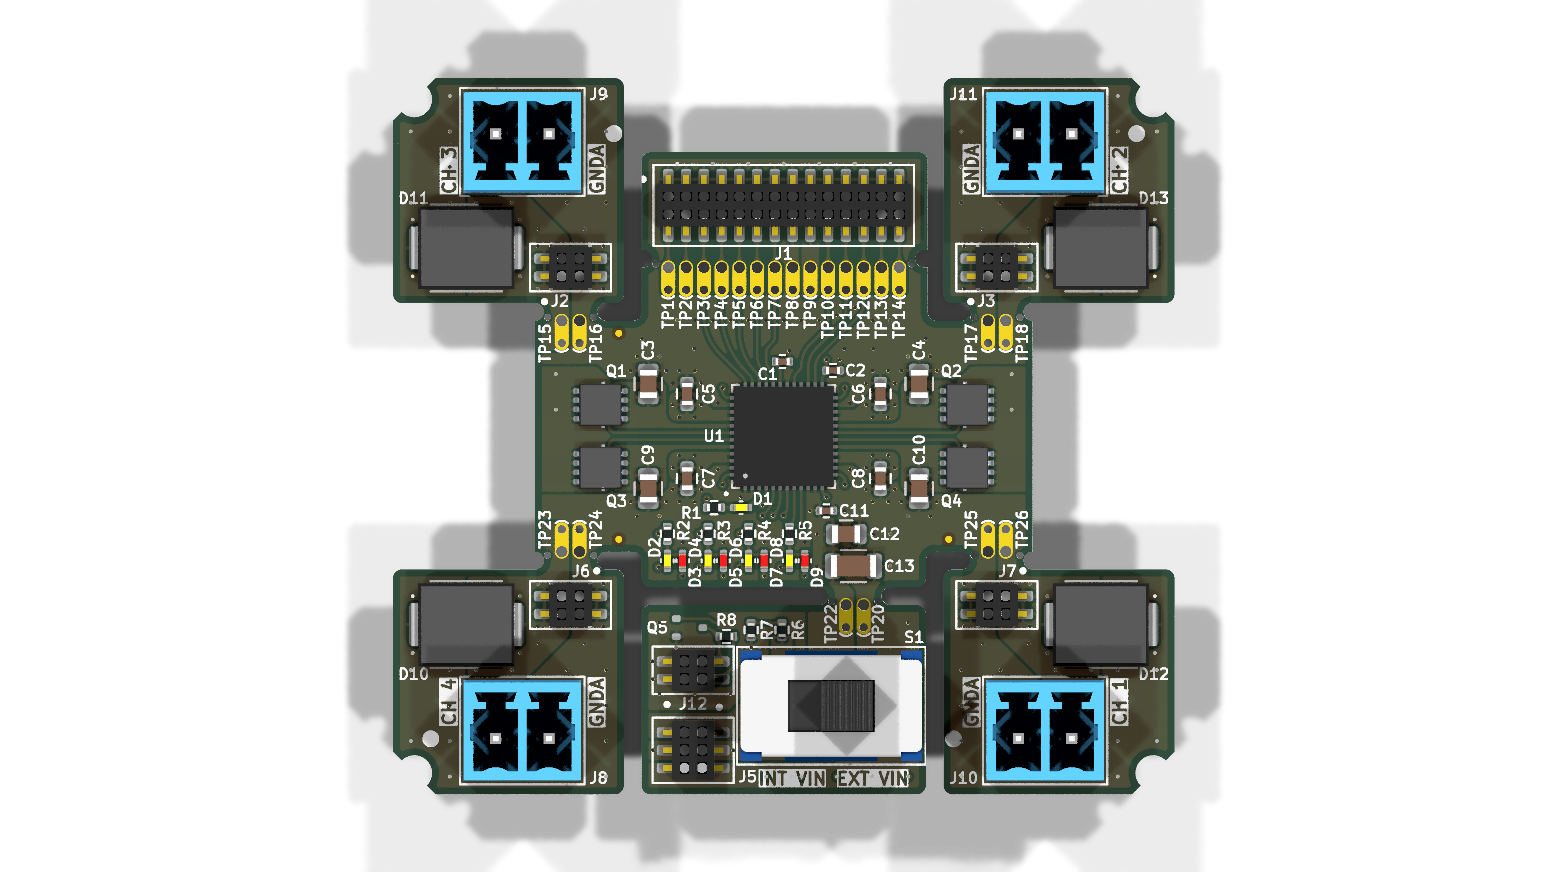 J9
J11
CH 3
GNDA
GNDA
CH 2
D11
D13
J1
J2
J3
TP1
TP2
TP3
TP4
TP5
TP6
TP7
TP8
TP9
TP10
TP11
TP12
TP13
TP14
TP15
TP16
TP17
TP18
C3
C4
C1
C2
Q1
Q2
C5
C6
U1
C9
C10
C7
C8
Q3
Q4
D1
R1
C11
TP23
TP24
TP25
TP26
D2
R2
D4
R3
D6
R4
D8
R5
C12
C13
D3
D5
D7
D9
J6
J7
TP22
TP20
Q5
R8
R7
R6
S1
D10
D12
CH 4
GNDA
J12
GNDA
CH 1
J8
J5
INT VIN
EXT VIN
J10